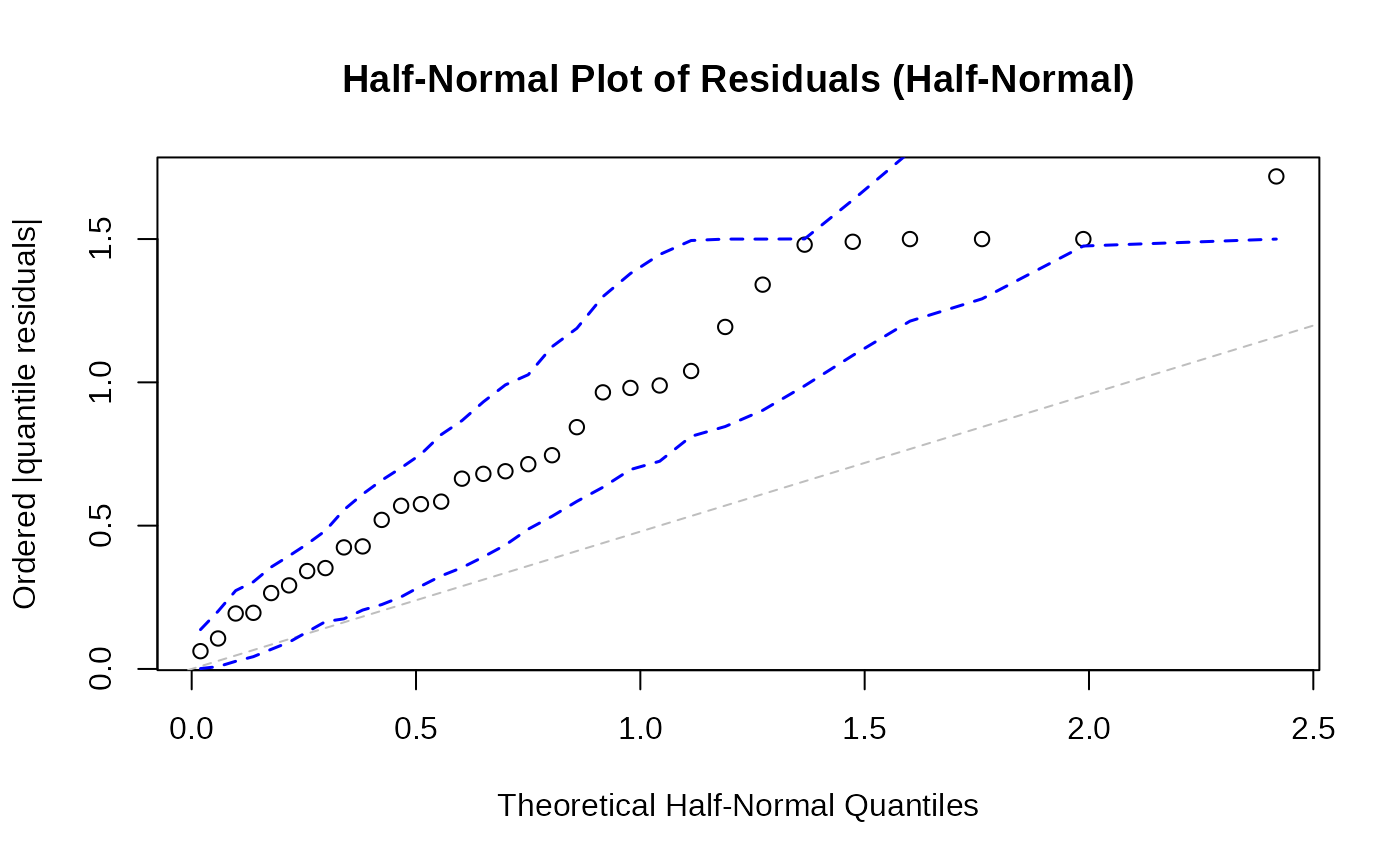 Half-Normal Plot of Residuals (Half-Normal)
Ordered |quantile residuals|
1.5
1.0
0.5
0.0
0.0 0.5 1.0 1.5 2.0 2.5
Theoretical Half-Normal Quantiles